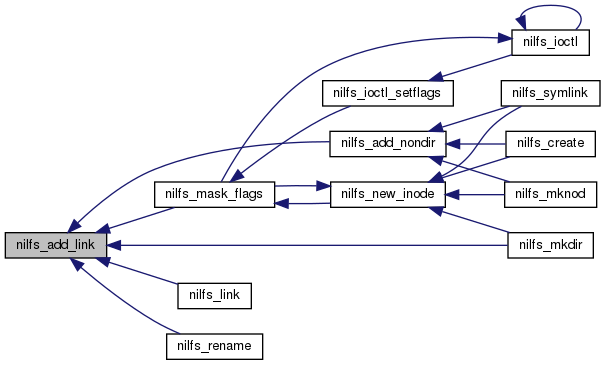 nilfs_ioctl
nilfs_ioctl_setflags
nilfs_symlink
nilfs_add_nondir
nilfs_create
nilfs_mask_flags
nilfs_new_inode
nilfs_mknod
nilfs_add_link
nilfs_mkdir
nilfs_link
nilfs_rename